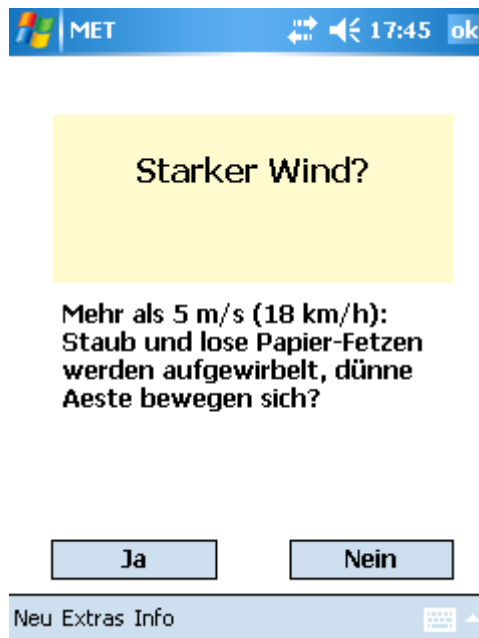 MET 17:45 ok
Starker Wind?
Mehr als 5 m/s (18 km/h):
Staub und lose Papier-Fetzen
werden aufgewirbelt, dünne
Aeste bewegen sich?
Ja Nein
Neu Extras Info